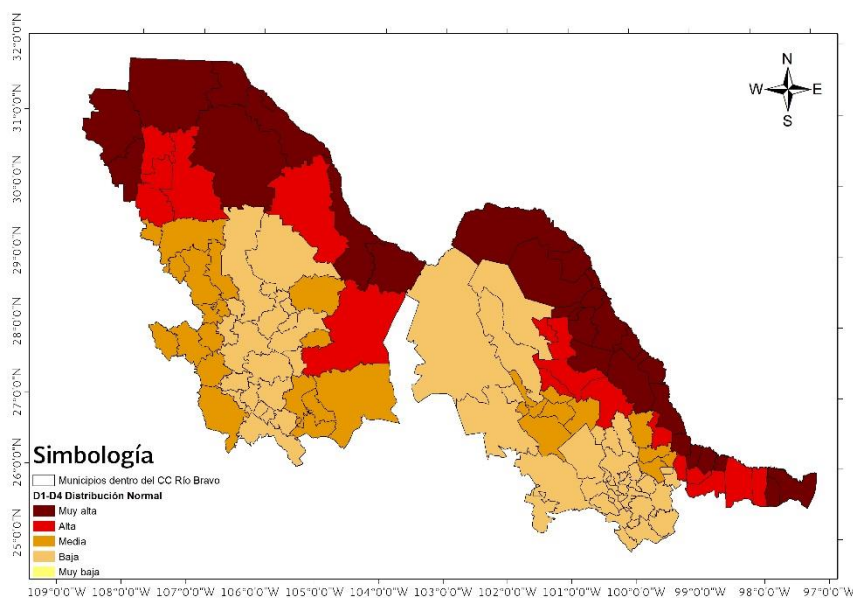 32°0'0"N
31°0'0"N
30°0'0"N
29°0'0"N
28°0'0"N
27°0'0"N
26°0'0"N
25°0'0"N
N
W E
S
Simbología
Municipios dentro del CC Río Bravo
D1-D4 Distribución Normal
Muy alta
Alta
Media
Baja
Muy baja
109°0'0"W 108°0'0"W 107°0'0"W 106°0'0"W 105°0'0"W 104°0'0"W 103°0'0"W 102°0'0"W 101°0'0"W 100°0'0"W 99°0'0"W 98°0'0"W 97°0'0"W